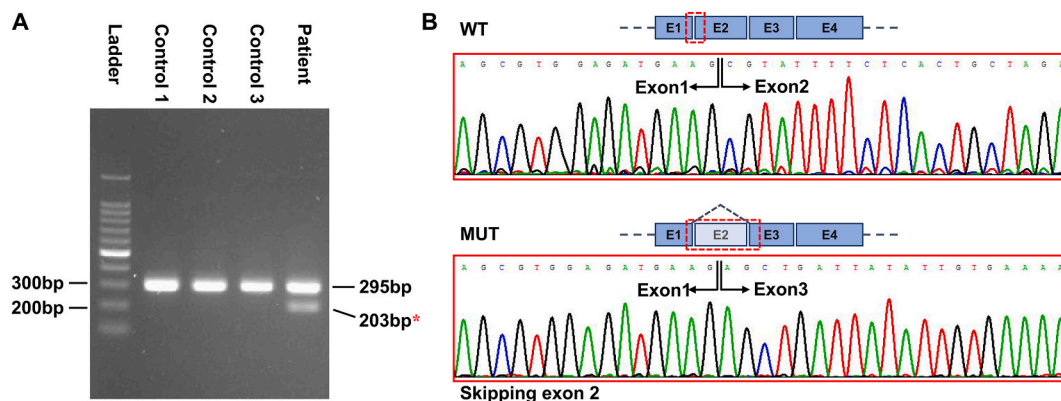 A
Ladder
Control 1
Control 2
Control 3
Patient
300bp
200bp
295bp
203bp*
B
WT
E1 E2 E3 E4
A G C G T G G A G A T G A A G C G T A T T T T C T C A C T G C T A G A
Exon1 Exon2
MUT
E1 E2 E3 E4
A G C G T G G A G A T G A A G A G C T G A T T A T A T T G T G A A A A
Exon1 Exon3
Skipping exon 2